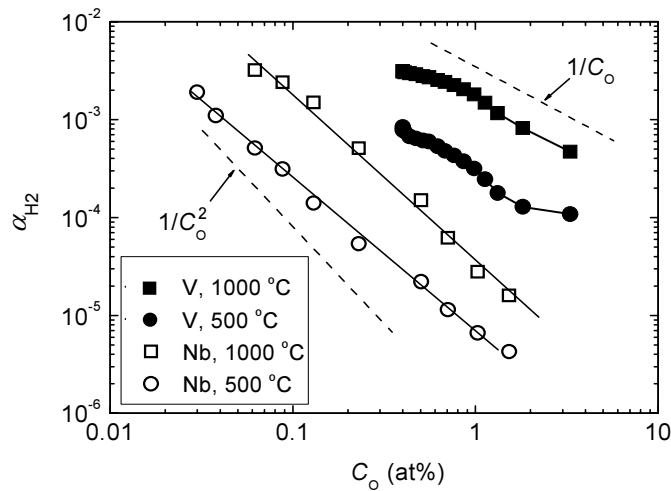 10^-2
10^-3
10^-4
10^-5
10^-6
α_H2
1/C_O
1/C_O^2
V, 1000 °C
V, 500 °C
Nb, 1000 °C
Nb, 500 °C
0.01
0.1
1
10
C_O (at%)